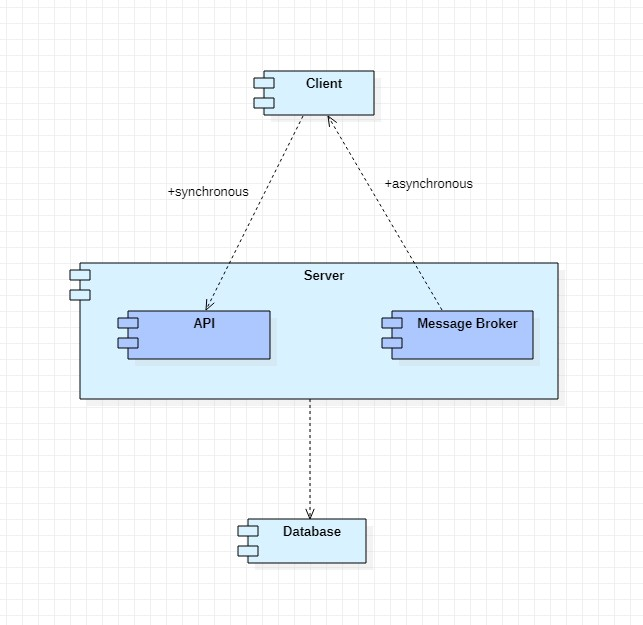 Client
+synchronous
+asynchronous
Server
API
Message Broker
Database